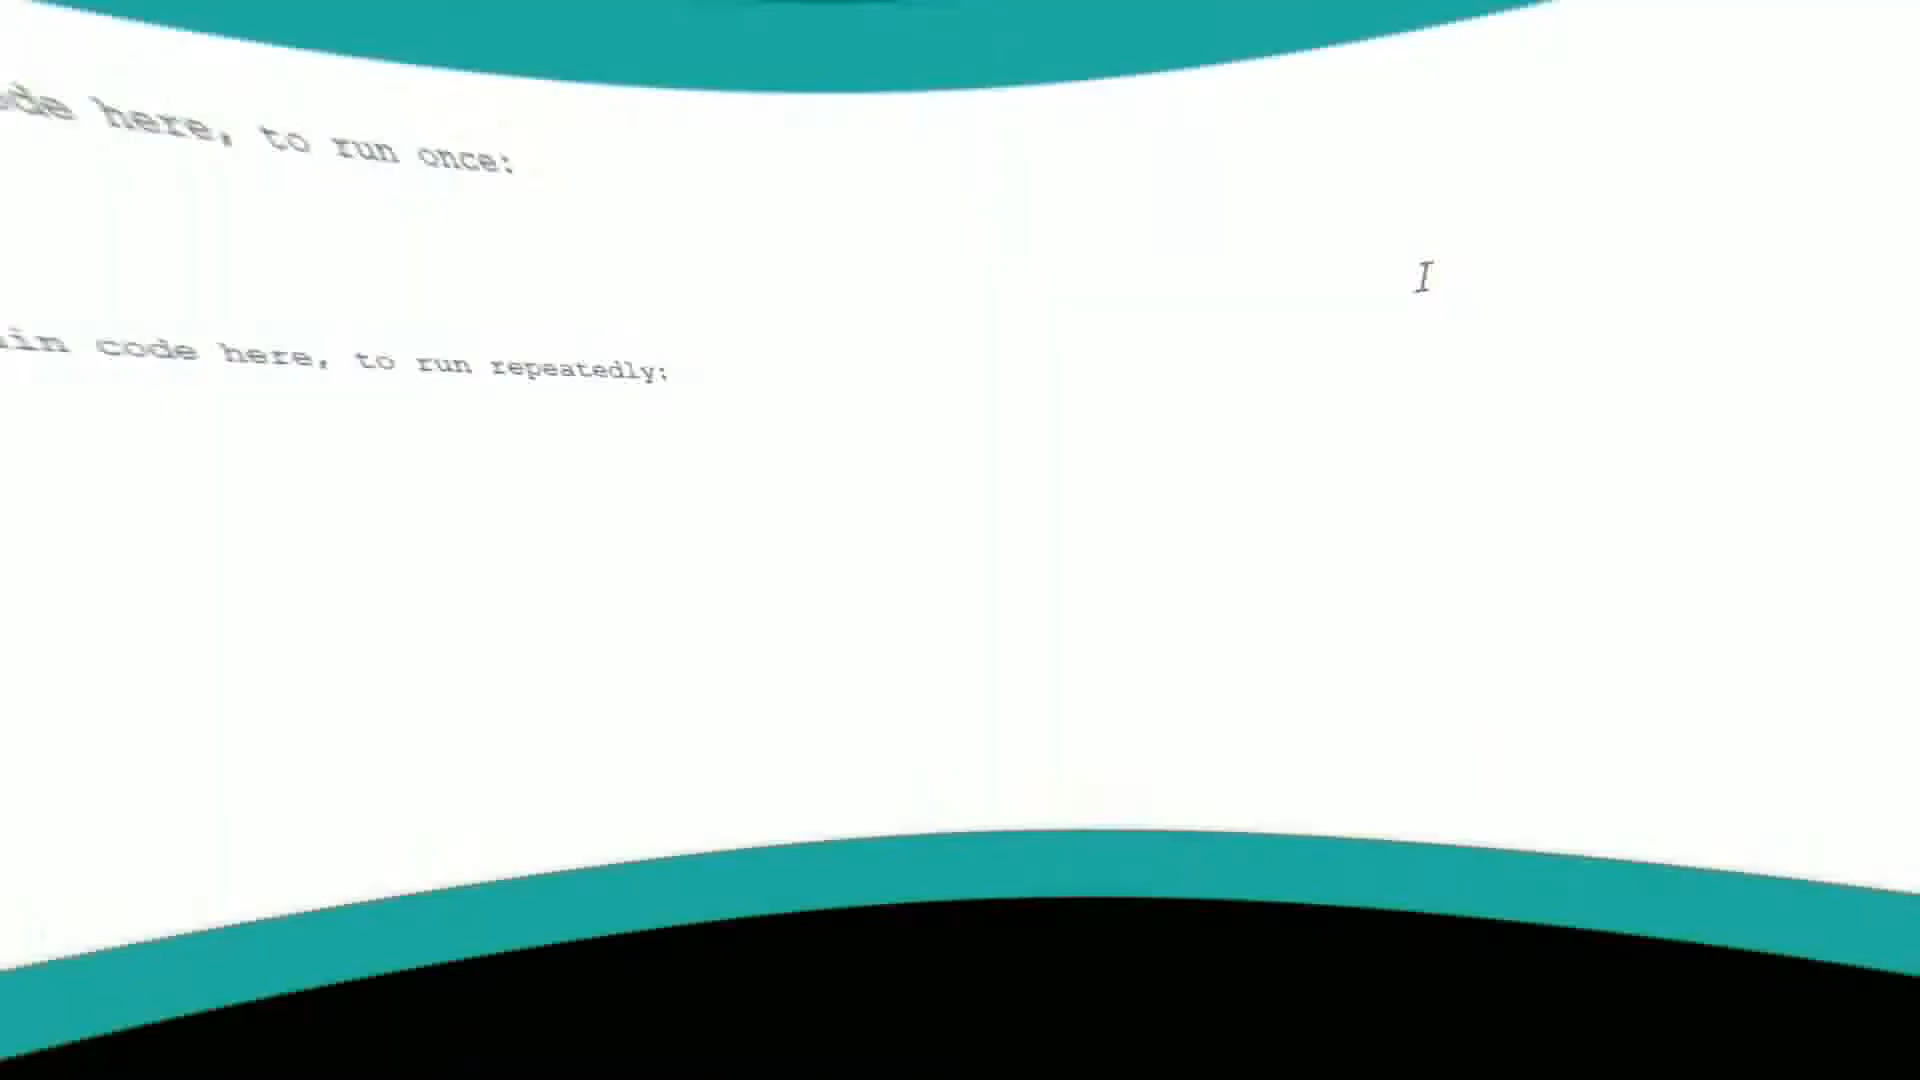 de here, to run once:
in code here, to run repeatedly: